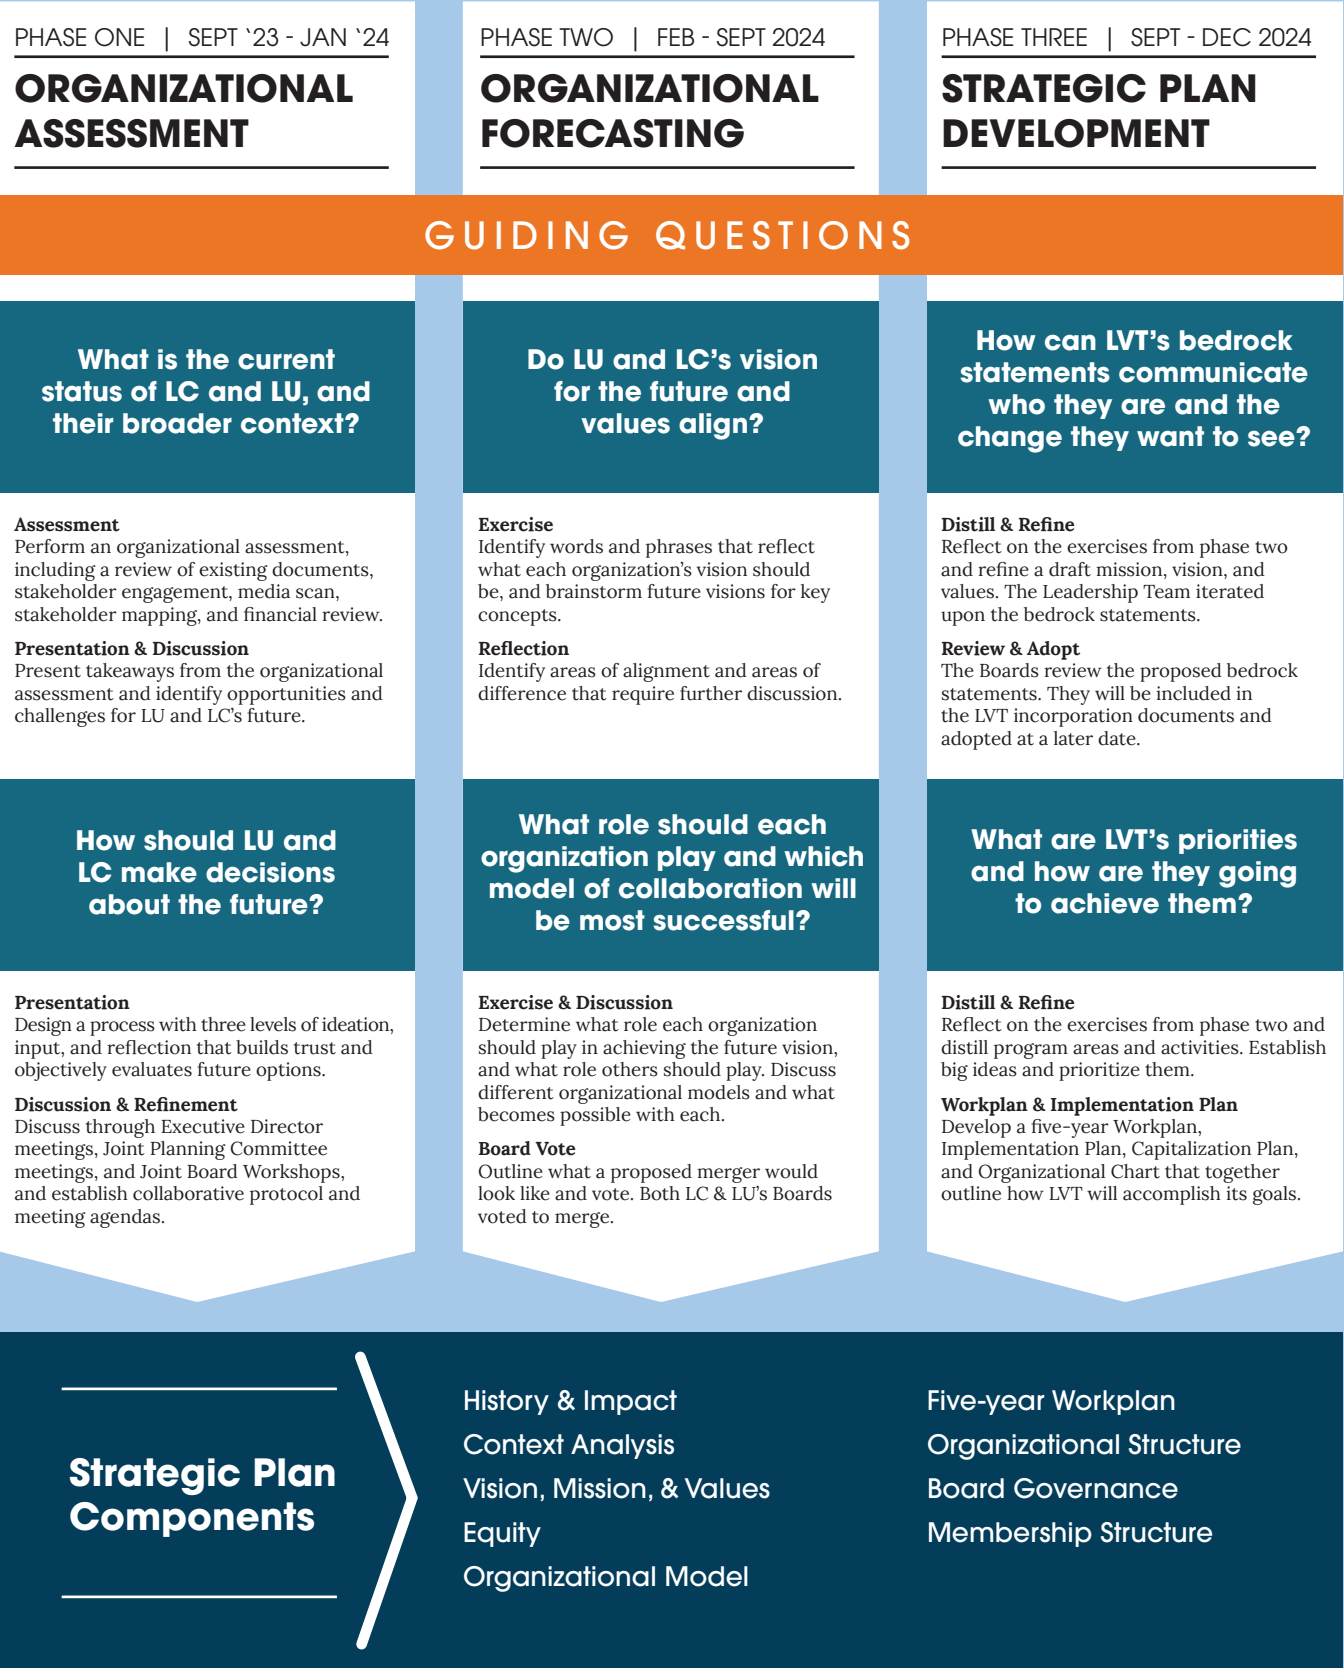 PHASE ONE | SEPT `23 - JAN `24
ORGANIZATIONAL
ASSESSMENT
PHASE TWO | FEB - SEPT 2024
ORGANIZATIONAL
FORECASTING
PHASE THREE | SEPT - DEC 2024
STRATEGIC PLAN
DEVELOPMENT
GUIDING QUESTIONS
What is the current
status of LC and LU, and
their broader context?
Assessment
Perform an organizational assessment,
including a review of existing documents,
stakeholder engagement, media scan,
stakeholder mapping, and financial review.
Presentation & Discussion
Present takeaways from the organizational
assessment and identify opportunities and
challenges for LU and LC’s future.
Do LU and LC’s vision
for the future and
values align?
Exercise
Identify words and phrases that reflect
what each organization’s vision should
be, and brainstorm future visions for key
concepts.
Reflection
Identify areas of alignment and areas of
difference that require further discussion.
How can LVT’s bedrock
statements communicate
who they are and the
change they want to see?
Distill & Refine
Reflect on the exercises from phase two
and refine a draft mission, vision, and
values. The Leadership Team iterated
upon the bedrock statements.
Review & Adopt
The Boards review the proposed bedrock
statements. They will be included in
the LVT incorporation documents and
adopted at a later date.
How should LU and
LC make decisions
about the future?
Presentation
Design a process with three levels of ideation,
input, and reflection that builds trust and
objectively evaluates future options.
Discussion & Refinement
Discuss through Executive Director
meetings, Joint Planning Committee
meetings, and Joint Board Workshops,
and establish collaborative protocol and
meeting agendas.
What role should each
organization play and which
model of collaboration will
be most successful?
Exercise & Discussion
Determine what role each organization
should play in achieving the future vision,
and what role others should play. Discuss
different organizational models and what
becomes possible with each.
Board Vote
Outline what a proposed merger would
look like and vote. Both LC & LU’s Boards
voted to merge.
What are LVT’s priorities
and how are they going
to achieve them?
Distill & Refine
Reflect on the exercises from phase two and
distill program areas and activities. Establish
big ideas and prioritize them.
Workplan & Implementation Plan
Develop a five-year Workplan,
Implementation Plan, Capitalization Plan,
and Organizational Chart that together
outline how LVT will accomplish its goals.
Strategic Plan
Components
History & Impact
Context Analysis
Vision, Mission, & Values
Equity
Organizational Model
Five-year Workplan
Organizational Structure
Board Governance
Membership Structure